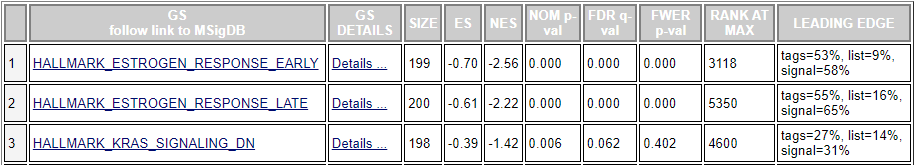 GS follow link to MSigDB GS DETAILS SIZE ES NES NOM p-val FDR q-val FWER p-val RANK AT MAX LEADING EDGE
1 HALLMARK_ESTROGEN_RESPONSE_EARLY Details ... 199 -0.70 -2.56 0.000 0.000 0.000 3118 tags=53%, list=9%, signal=58%
2 HALLMARK_ESTROGEN_RESPONSE_LATE Details ... 200 -0.61 -2.22 0.000 0.000 0.000 5350 tags=55%, list=16%, signal=65%
3 HALLMARK_KRAS_SIGNALING_DN Details ... 198 -0.39 -1.42 0.006 0.062 0.402 4600 tags=27%, list=14%, signal=31%